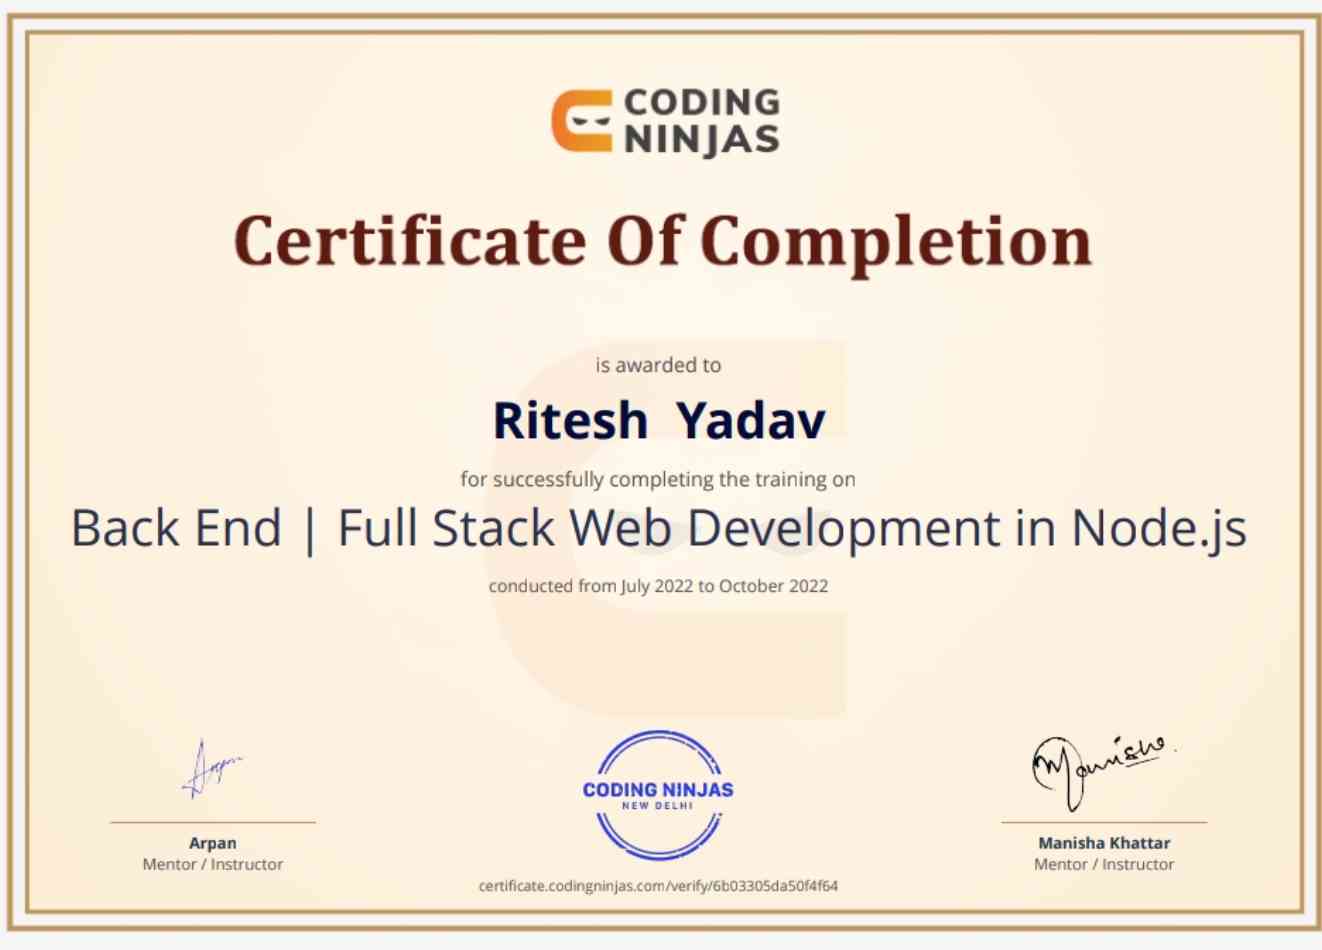 CODING
NINJAS
Certificate Of Completion
is awarded to
Ritesh Yadav
for successfully completing the training on
Back End | Full Stack Web Development in Node.js
conducted from July 2022 to October 2022
Arpan
Manisha
CODING NINJAS
NEW DELHI
Arpan
Mentor / Instructor
Manisha Khattar
Mentor / Instructor
certificate.codingninjas.com/verify/6b03305da50f4f64